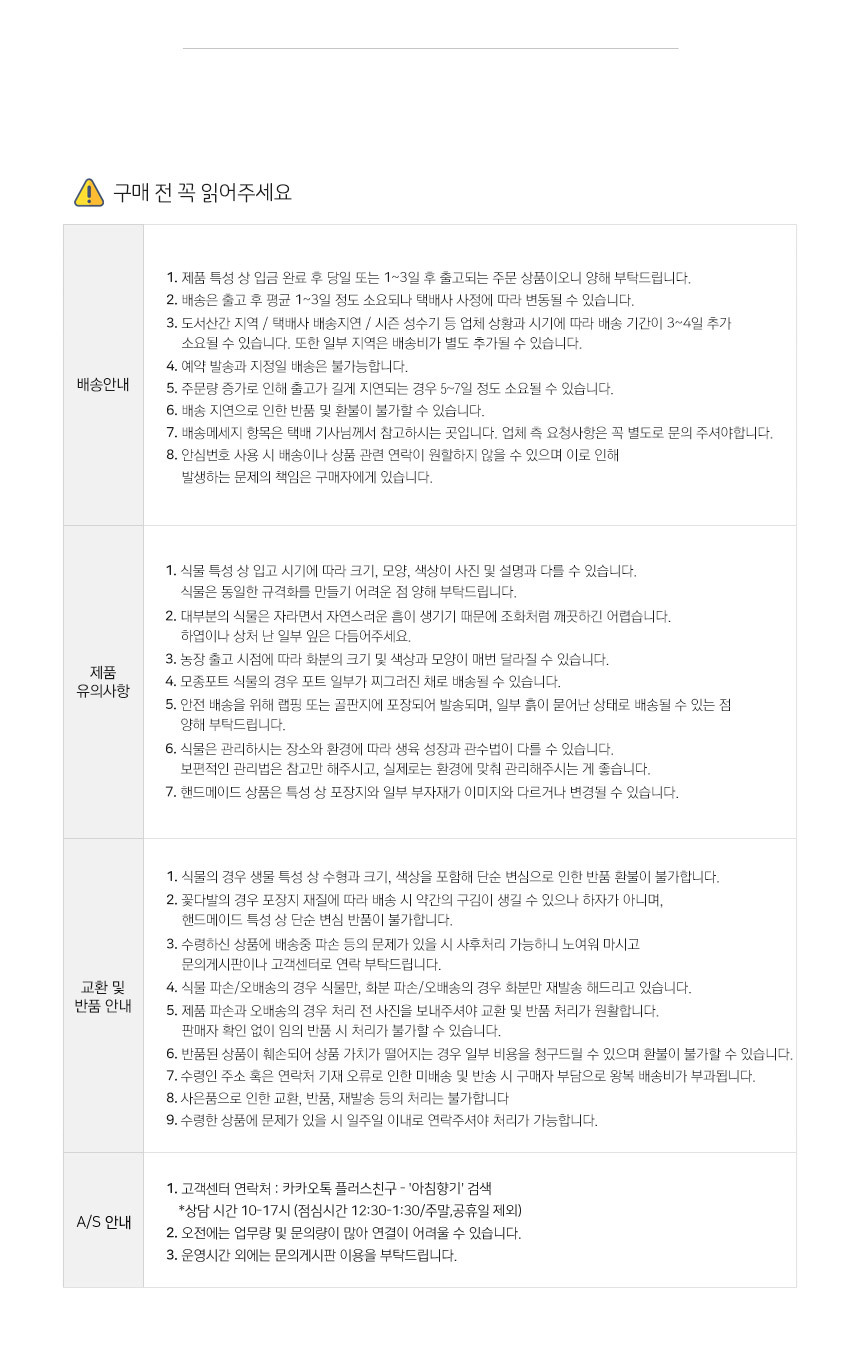 구매 전 꼭 읽어주세요
배송안내
1. 제품 특성 상 입금 완료 후 당일 또는 1~3일 후 출고되는 주문 상품이오니 양해 부탁드립니다.
2. 배송은 출고 후 평균 1~3일 정도 소요되나 택배사 사정에 따라 변동될 수 있습니다.
3. 도서산간 지역 / 택배사 배송지연 / 시즌 성수기 등 업체 상황과 시기에 따라 배송 기간이 3~4일 추가
소요될 수 있습니다. 또한 일부 지역은 배송비가 별도 추가될 수 있습니다.
4. 예약 발송과 지정일 배송은 불가능합니다.
5. 주문량 증가로 인해 출고가 길게 지연되는 경우 5~7일 정도 소요될 수 있습니다.
6. 배송 지연으로 인한 반품 및 환불이 불가할 수 있습니다.
7. 배송메세지 항목은 택배 기사님께서 참고하시는 곳입니다. 업체 측 요청사항은 꼭 별도로 문의 주셔야합니다.
8. 안심번호 사용 시 배송이나 상품 관련 연락이 원할하지 않을 수 있으며 이로 인해
발생하는 문제의 책임은 구매자에게 있습니다.
제품
유의사항
1. 식물 특성 상 입고 시기에 따라 크기, 모양, 색상이 사진 및 설명과 다를 수 있습니다.
식물은 동일한 규격화를 만들기 어려운 점 양해 부탁드립니다.
2. 대부분의 식물은 자라면서 자연스러운 흠이 생기기 때문에 조화처럼 깨끗하긴 어렵습니다.
하엽이나 상처 난 일부 잎은 다듬어주세요.
3. 농장 출고 시점에 따라 화분의 크기 및 색상과 모양이 매번 달라질 수 있습니다.
4. 모종포트 식물의 경우 포트 일부가 찌그러진 채로 배송될 수 있습니다.
5. 안전 배송을 위해 랩핑 또는 골판지에 포장되어 발송되며, 일부 흙이 묻어난 상태로 배송될 수 있는 점
양해 부탁드립니다.
6. 식물은 관리하시는 장소와 환경에 따라 생육 성장과 관수법이 다를 수 있습니다.
보편적인 관리법은 참고만 해주시고, 실제로는 환경에 맞춰 관리해주시는 게 좋습니다.
7. 핸드메이드 상품은 특성 상 포장지와 일부 부자재가 이미지와 다르거나 변경될 수 있습니다.
교환 및
반품 안내
1. 식물의 경우 생물 특성 상 수형과 크기, 색상을 포함해 단순 변심으로 인한 반품 환불이 불가합니다.
2. 꽃다발의 경우 포장지 재질에 따라 배송 시 약간의 구김이 생길 수 있으나 하자가 아니며,
핸드메이드 특성 상 단순 변심 반품이 불가합니다.
3. 수령하신 상품에 배송중 파손 등의 문제가 있을 시 사후처리 가능하니 노여워 마시고
문의게시판이나 고객센터로 연락 부탁드립니다.
4. 식물 파손/오배송의 경우 식물만, 화분 파손/오배송의 경우 화분만 재발송 해드리고 있습니다.
5. 제품 파손과 오배송의 경우 처리 전 사진을 보내주셔야 교환 및 반품 처리가 원활합니다.
판매자 확인 없이 임의 반품 시 처리가 불가할 수 있습니다.
6. 반품된 상품이 훼손되어 상품 가치가 떨어지는 경우 일부 비용을 청구드릴 수 있으며 환불이 불가할 수 있습니다.
7. 수령인 주소 혹은 연락처 기재 오류로 인한 미배송 및 반송 시 구매자 부담으로 왕복 배송비가 부과됩니다.
8. 사은품으로 인한 교환, 반품, 재발송 등의 처리는 불가합니다
9. 수령한 상품에 문제가 있을 시 일주일 이내로 연락주셔야 처리가 가능합니다.
A/S 안내
1. 고객센터 연락처 : 카카오톡 플러스친구 - '아침향기' 검색
*상담 시간 10-17시 (점심시간 12:30-1:30/주말,공휴일 제외)
2. 오전에는 업무량 및 문의량이 많아 연결이 어려울 수 있습니다.
3. 운영시간 외에는 문의게시판 이용을 부탁드립니다.